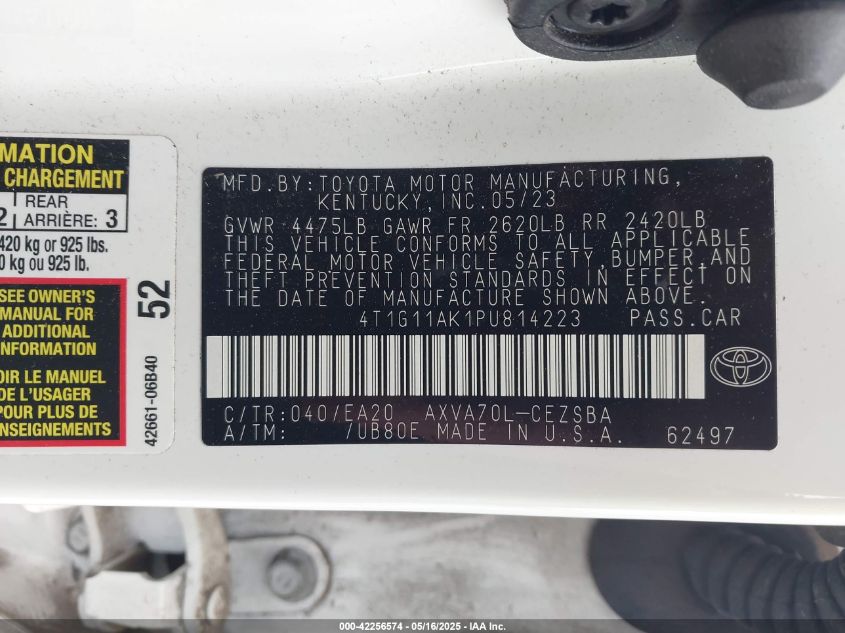 MATION
CHARGEMENT
2
REAR
ARRIÈRE: 3
420 kg or 925 lbs.
0 kg ou 925 lb.
SEE OWNER'S
MANUAL FOR
ADDITIONAL
INFORMATION
OIR LE MANUEL
DE L'USAGER
POUR PLUS DE
ENSEIGNEMENTS
52
42661-06B40
MFD.BY:TOYOTA MOTOR MANUFACTURING,
KENTUCKY, INC. 05/23
GVWR 4475LB GAWR FR 2620LB RR 2420LB
THIS VEHICLE CONFORMS TO ALL APPLICABLE
FEDERAL MOTOR VEHICLE SAFETY, BUMPER, AND
THEFT PREVENTION STANDARDS IN EFFECT ON
THE DATE OF MANUFACTURE SHOWN ABOVE.
4T1G11AK1PU814223 PASS.CAR
C/TR:040/EA20 AXVA70L-CEZSBA
A/TM: /UB80E MADE IN U.S.A. 62497
000-42256574 - 05/16/2025 - IAA Inc.